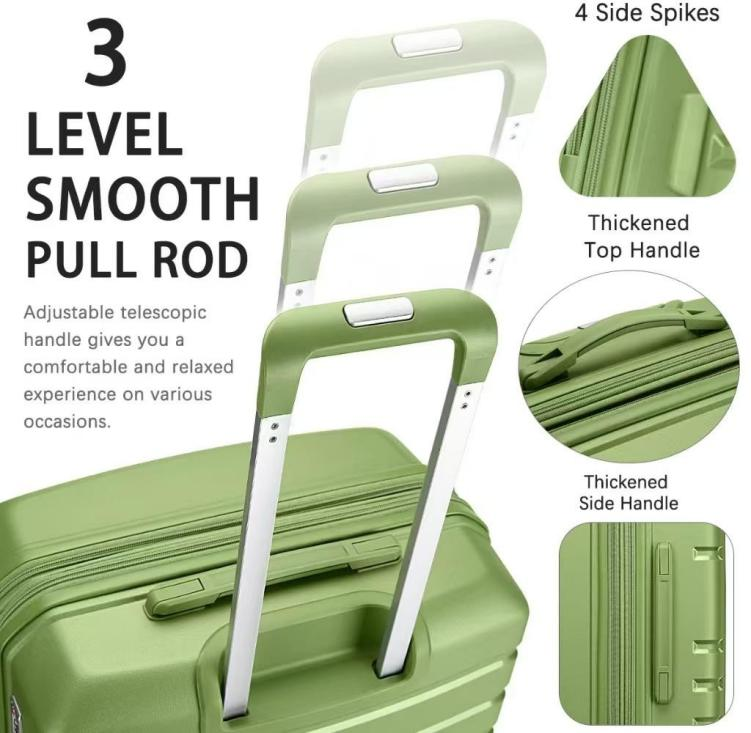 3
LEVEL
SMOOTH
PULL ROD
Adjustable telescopic
handle gives you a
comfortable and relaxed
experience on various
occasions.
4 Side Spikes
Thickened
Top Handle
Thickened
Side Handle